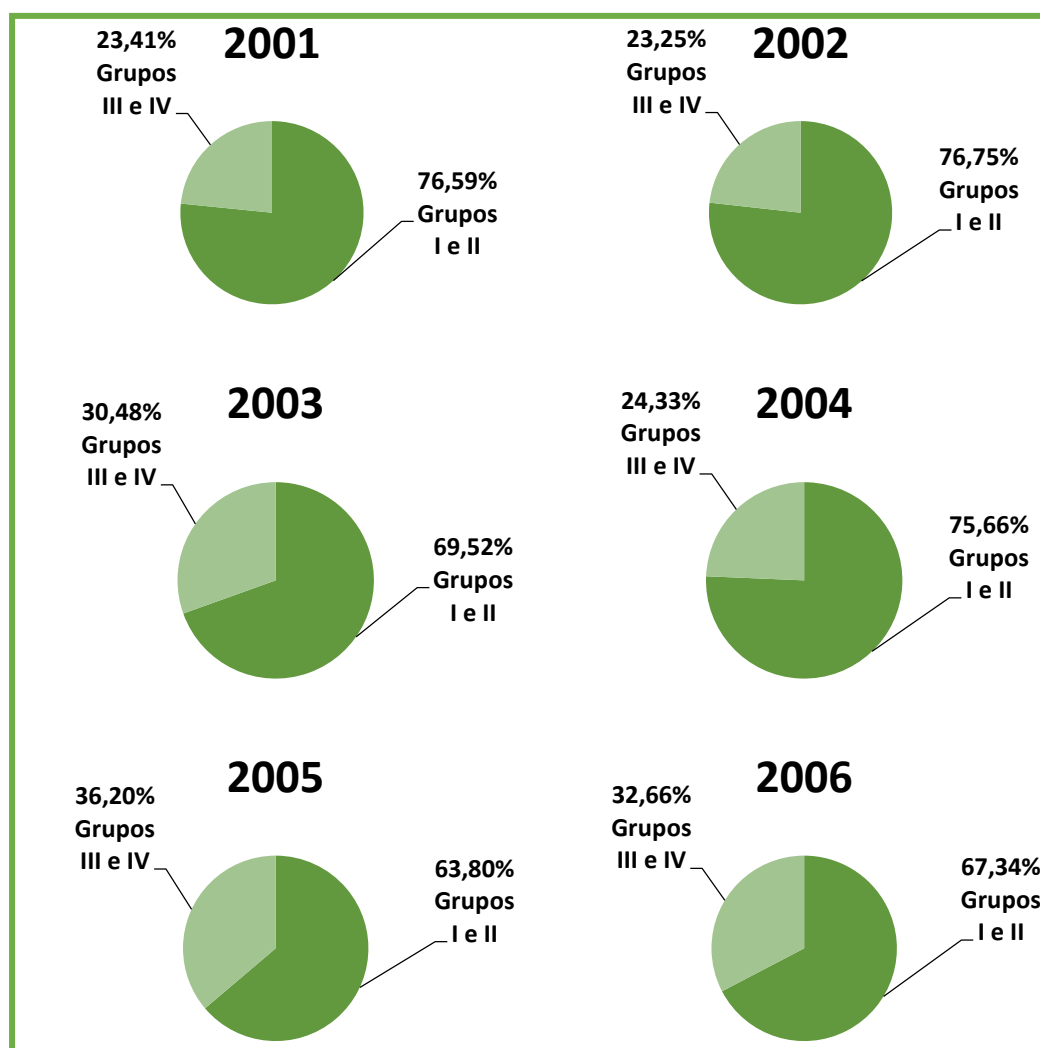 2001
23,41%
Grupos
III e IV
76,59%
Grupos
I e II
2002
23,25%
Grupos
III e IV
76,75%
Grupos
I e II
2003
30,48%
Grupos
III e IV
69,52%
Grupos
I e II
2004
24,33%
Grupos
III e IV
75,66%
Grupos
I e II
2005
36,20%
Grupos
III e IV
63,80%
Grupos
I e II
2006
32,66%
Grupos
III e IV
67,34%
Grupos
I e II